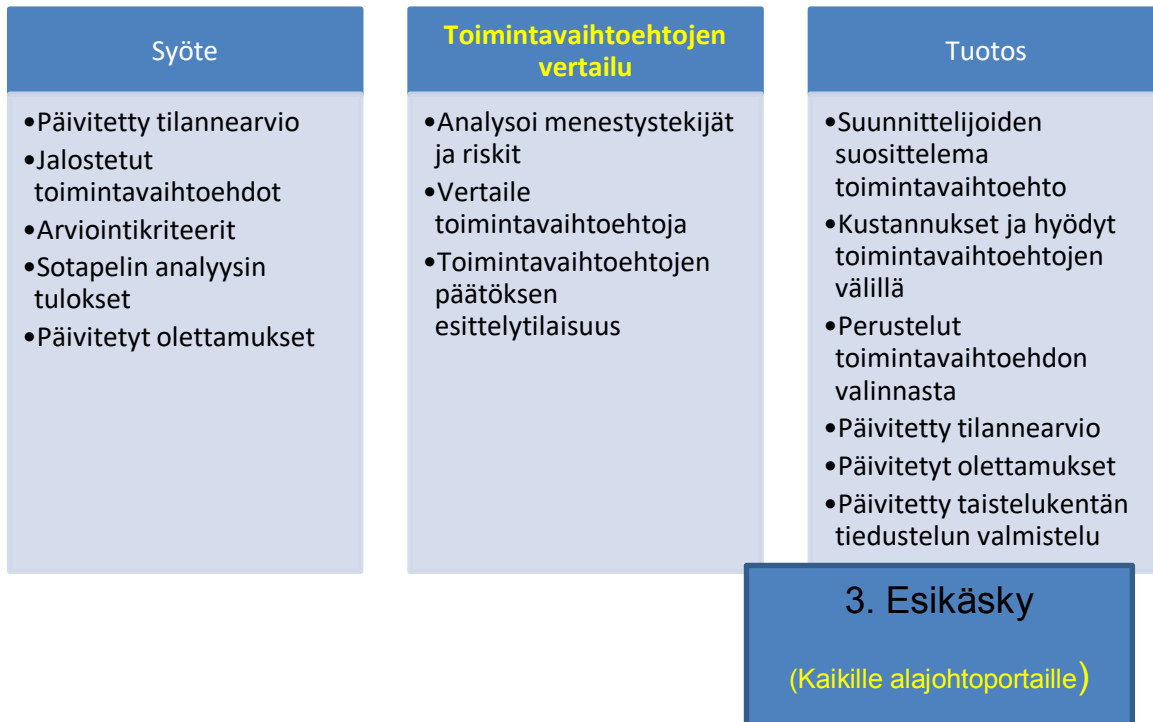 Syöte
•Päivitetty tilannearvio
•Jalostetut
toimintavaihtoehdot
•Arviointikriteerit
•Sotapelin analyysin
tulokset
•Päivitetyt olettamukset
Toimintavaihtoehtojen
vertailu
•Analysoi menestystekijät
ja riskit
•Vertaile
toimintavaihtoehtoja
•Toimintavaihtoehtojen
päätöksen
esittelytilaisuus
Tuotos
•Suunnittelijoiden
suosittelema
toimintavaihtoehto
•Kustannukset ja hyödyt
toimintavaihtoehtojen
välillä
•Perustelut
toimintavaihtoehdon
valinnasta
•Päivitetty tilannearvio
•Päivitetyt olettamukset
•Päivitetty taistelukentän
tiedustelun valmistelu
3. Esikäsky
(Kaikille alajohtoportaille)